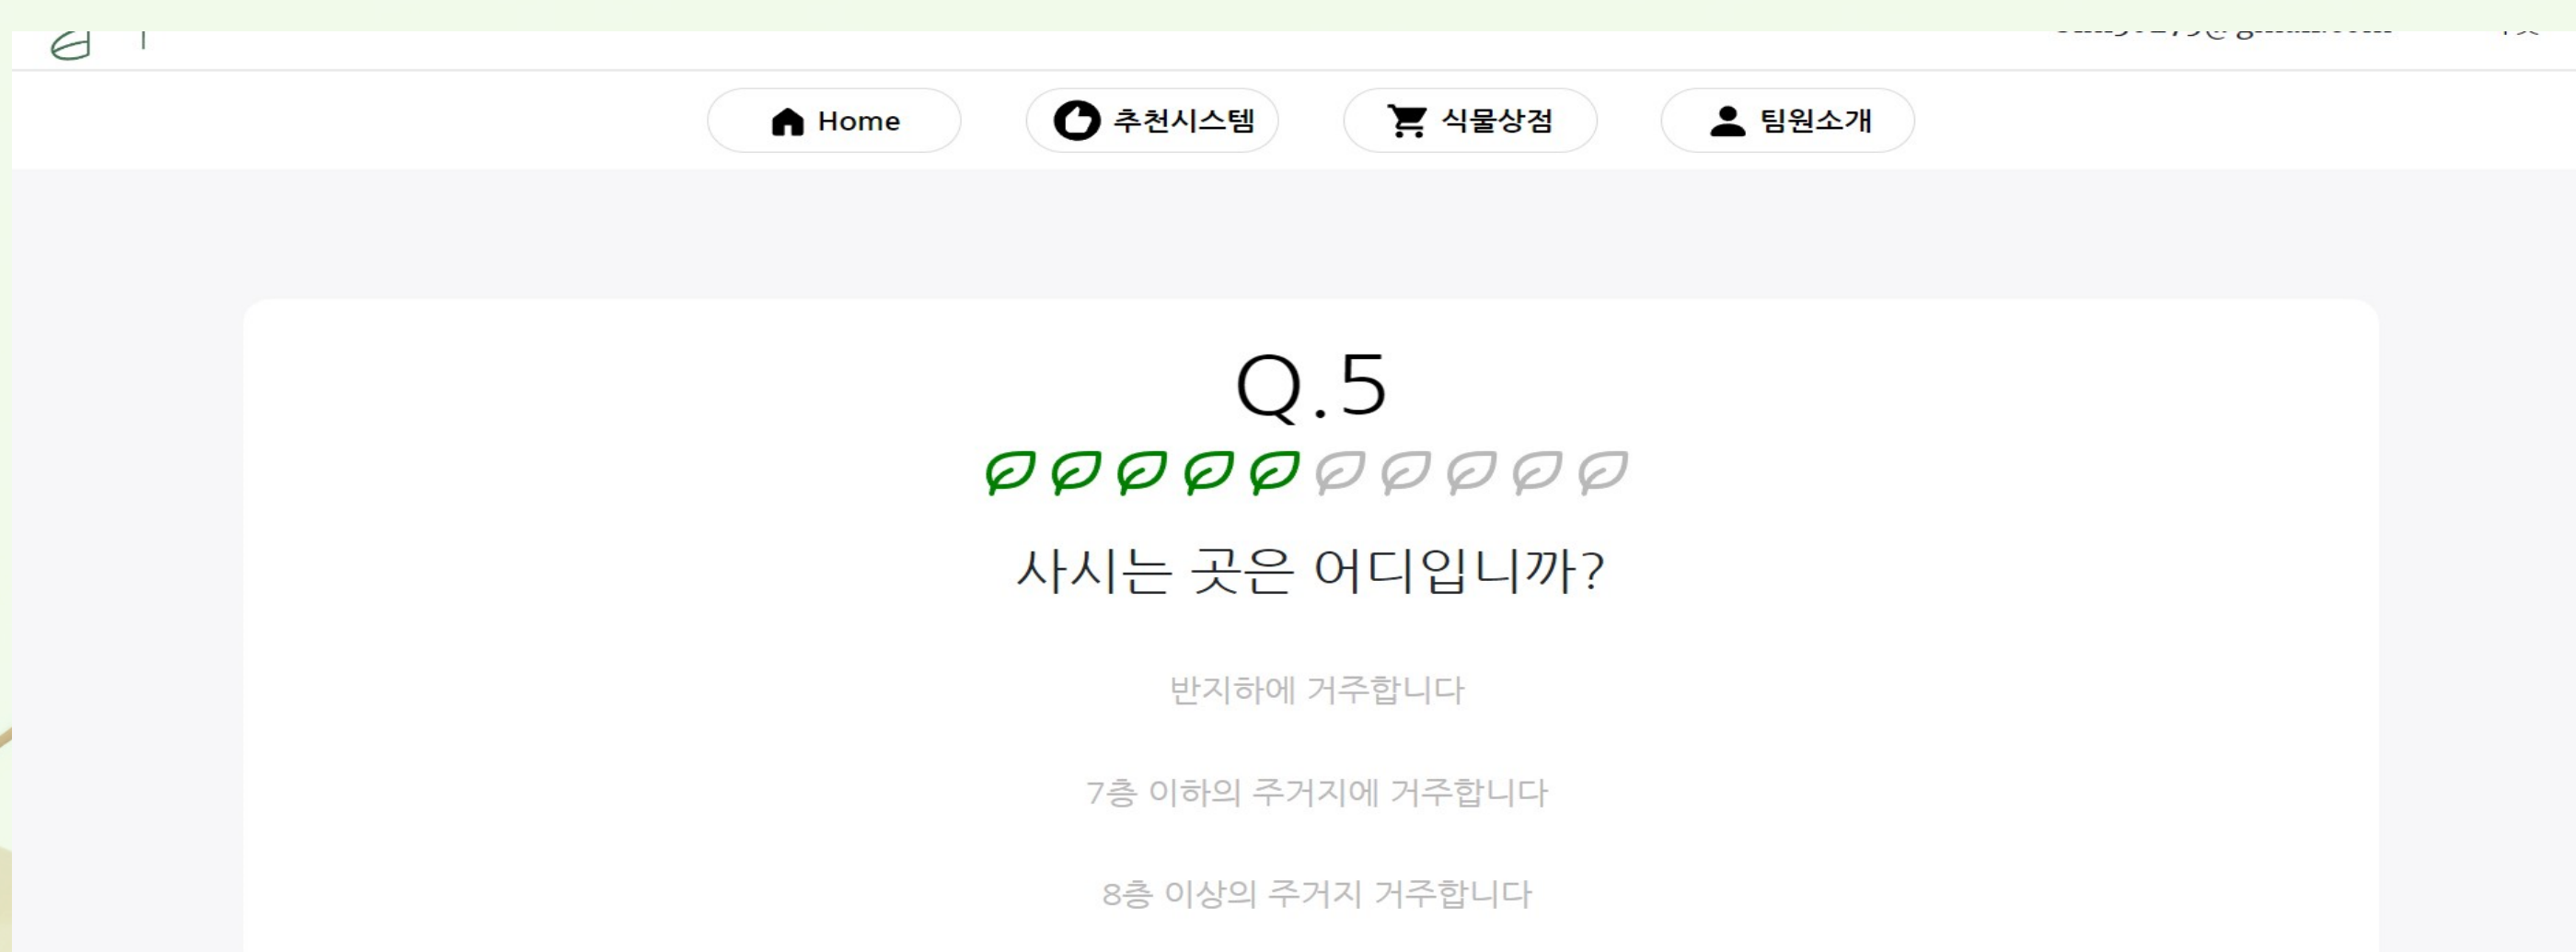 Home 추천시스템 식물상점 팀원소개
Q.5
사시는 곳은 어디입니까?
반지하에 거주합니다
7층 이하의 주거지에 거주합니다
8층 이상의 주거지 거주합니다